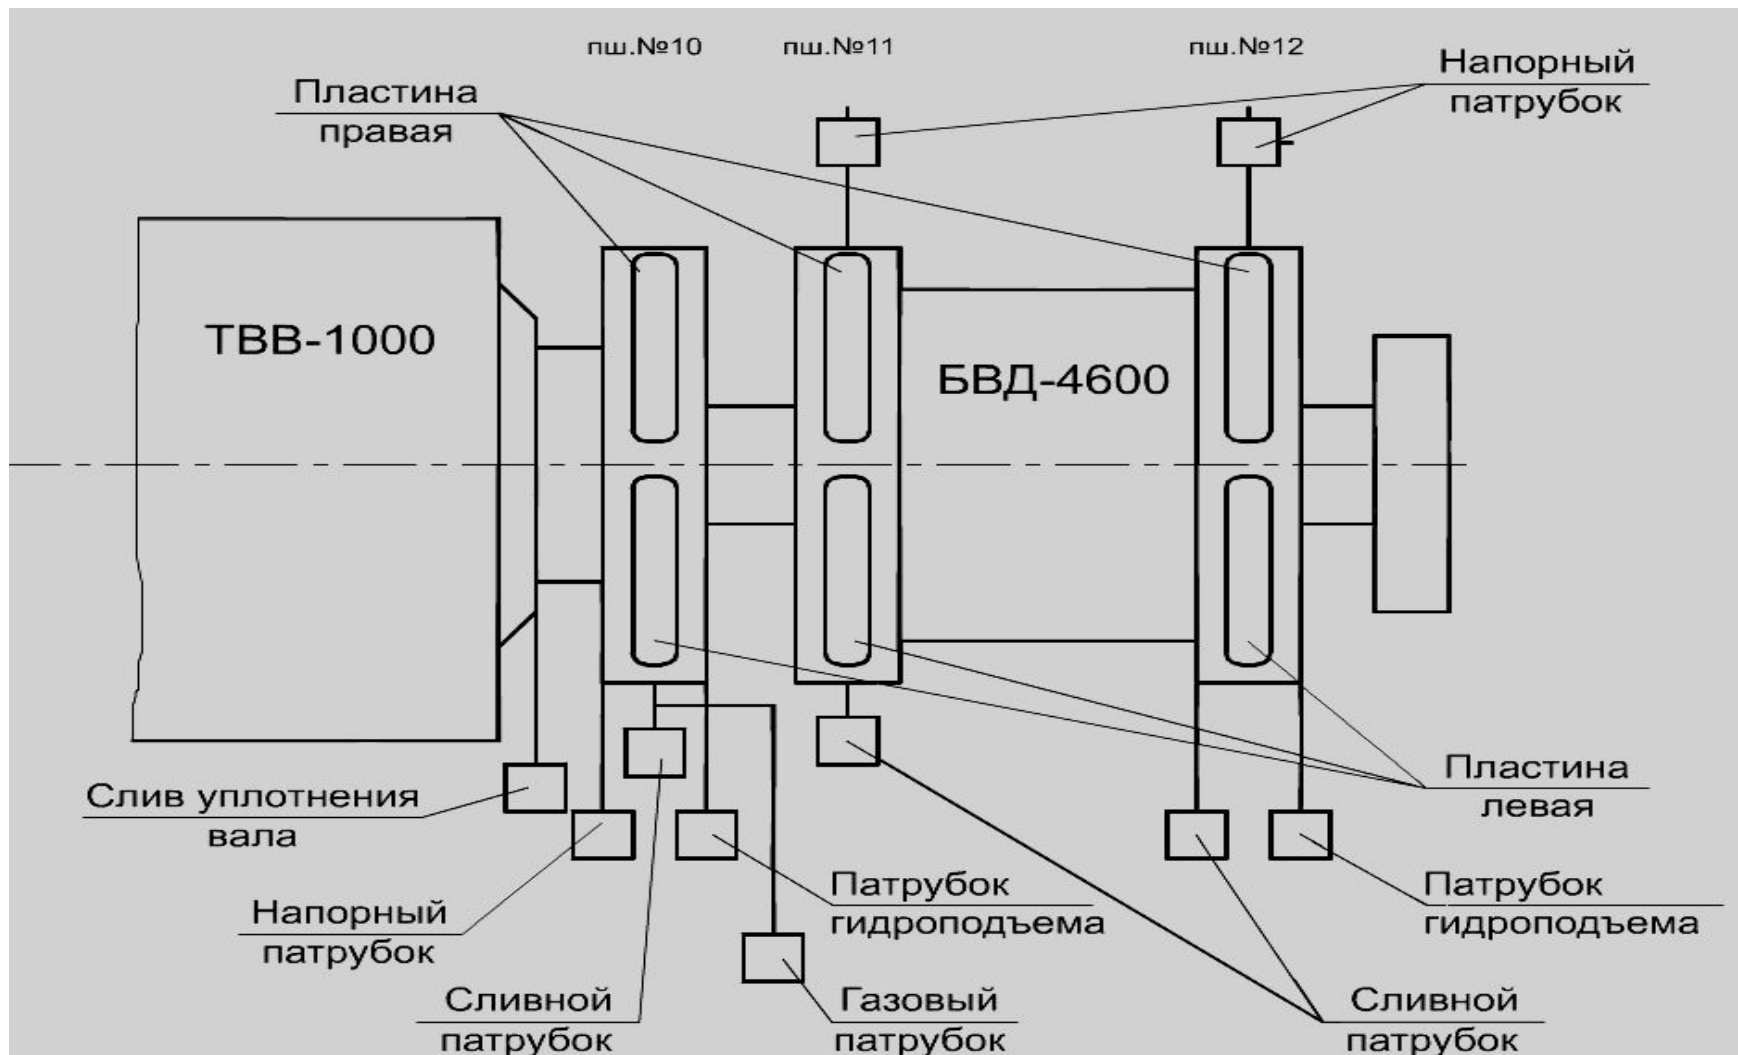 пш.№10
пш.№11
пш.№12
Напорный
патрубок
Пластина
правая
ТВВ-1000
БВД-4600
Слив уплотнения
вала
Пластина
левая
Напорный
патрубок
Патрубок
гидроподъема
Патрубок
гидроподъема
Сливной
патрубок
Газовый
патрубок
Сливной
патрубок